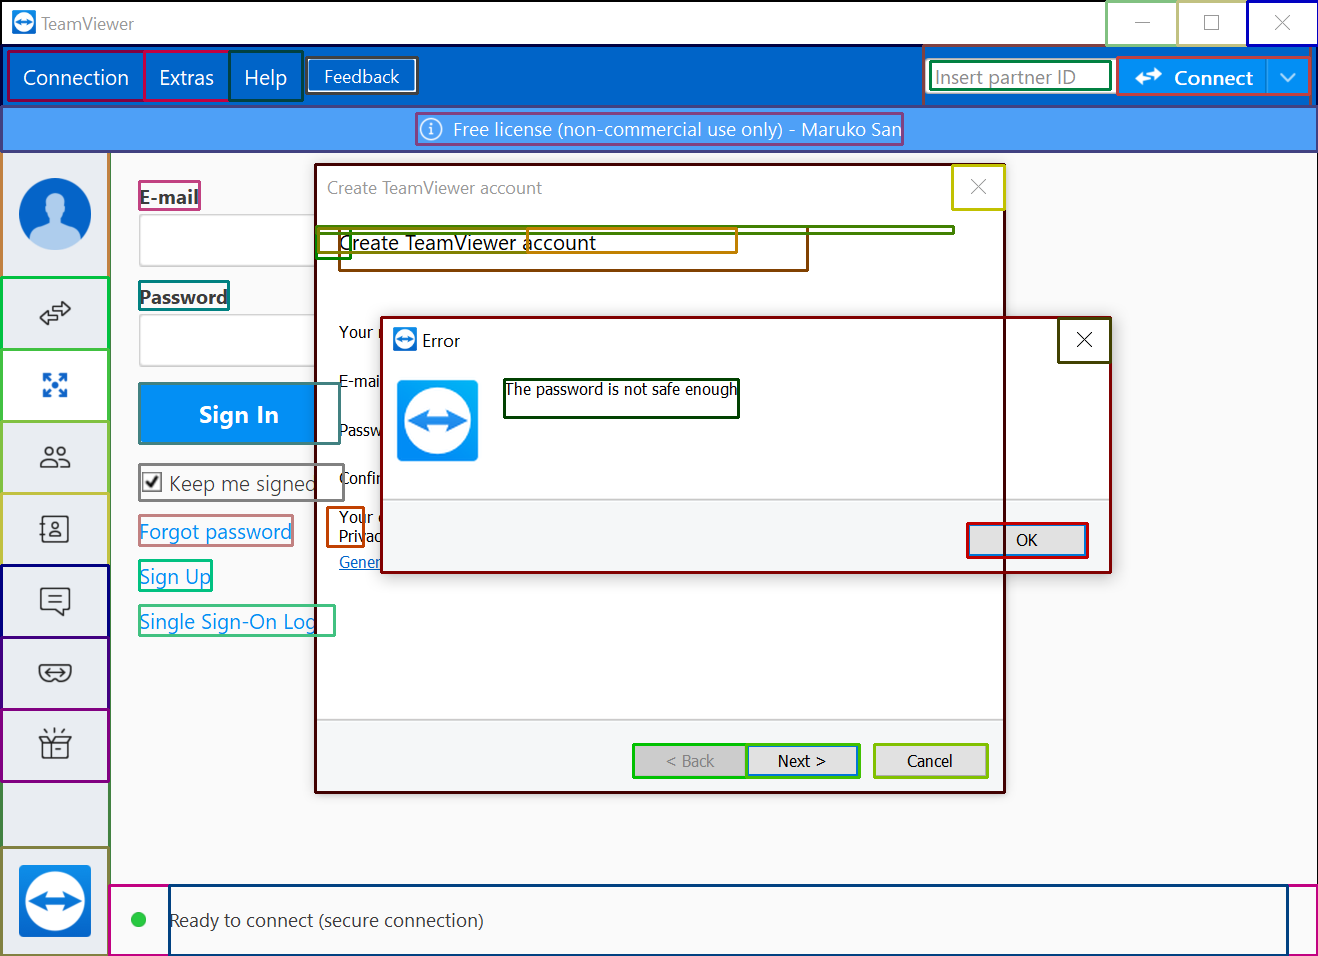 TeamViewer
Connection Extras Help Feedback
Insert partner ID Connect
Free license (non-commercial use only) - Maruko San
E-mail
Password
Sign In
Keep me signed
Forgot password
Sign Up
Single Sign-On Log
Create TeamViewer account
Create TeamViewer account
Your
E-mai
Passw
Confir
Your
Privac
Gener
Error
The password is not safe enough
OK
< Back Next > Cancel
Ready to connect (secure connection)